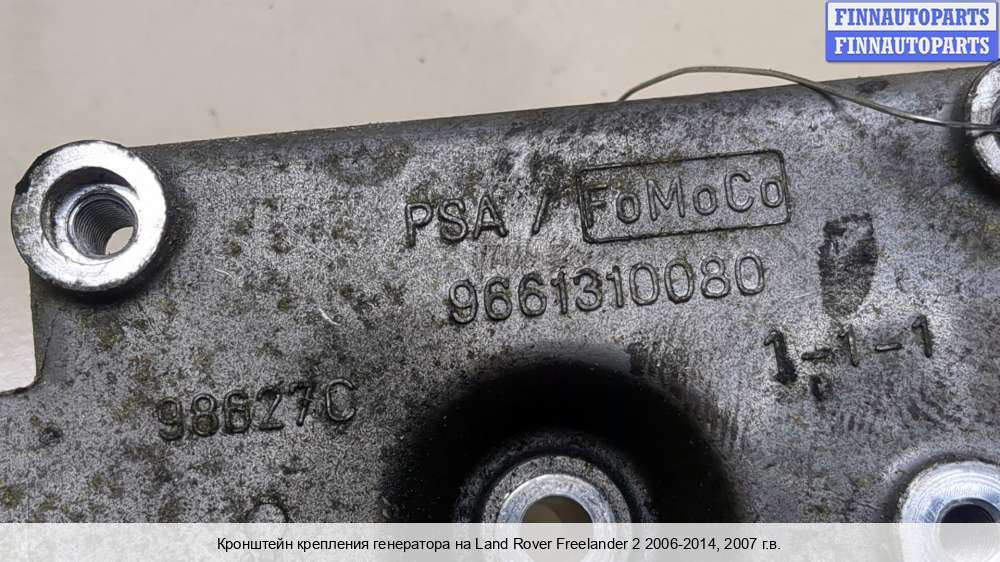 FINNAUTOPARTS
FINNAUTOPARTS
PSA / FoMoCo
9661310080
1-1-1
98627C
Кронштейн крепления генератора на Land Rover Freelander 2 2006-2014, 2007 г.в.